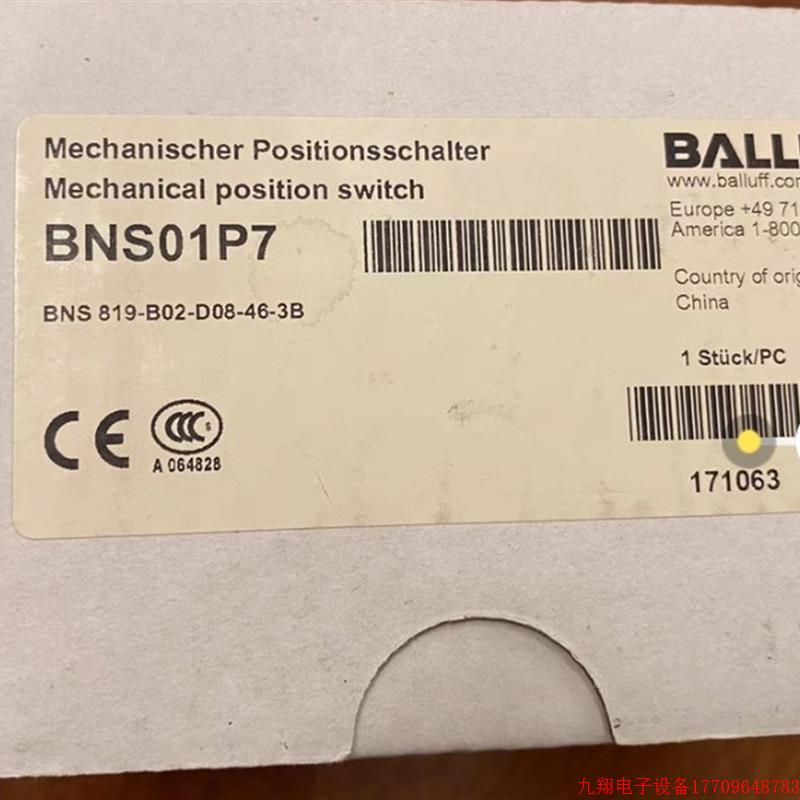 Mechanischer Positionsschalter
Mechanical position switch
BNS01P7
BNS 819-B02-D08-46-3B
CE
CCC S
A 064828
BALL
www.balluff.com
Europe +49 71
America 1-800
Country of orig
China
1 Stück/PC
171063
九翔电子设备17709648783